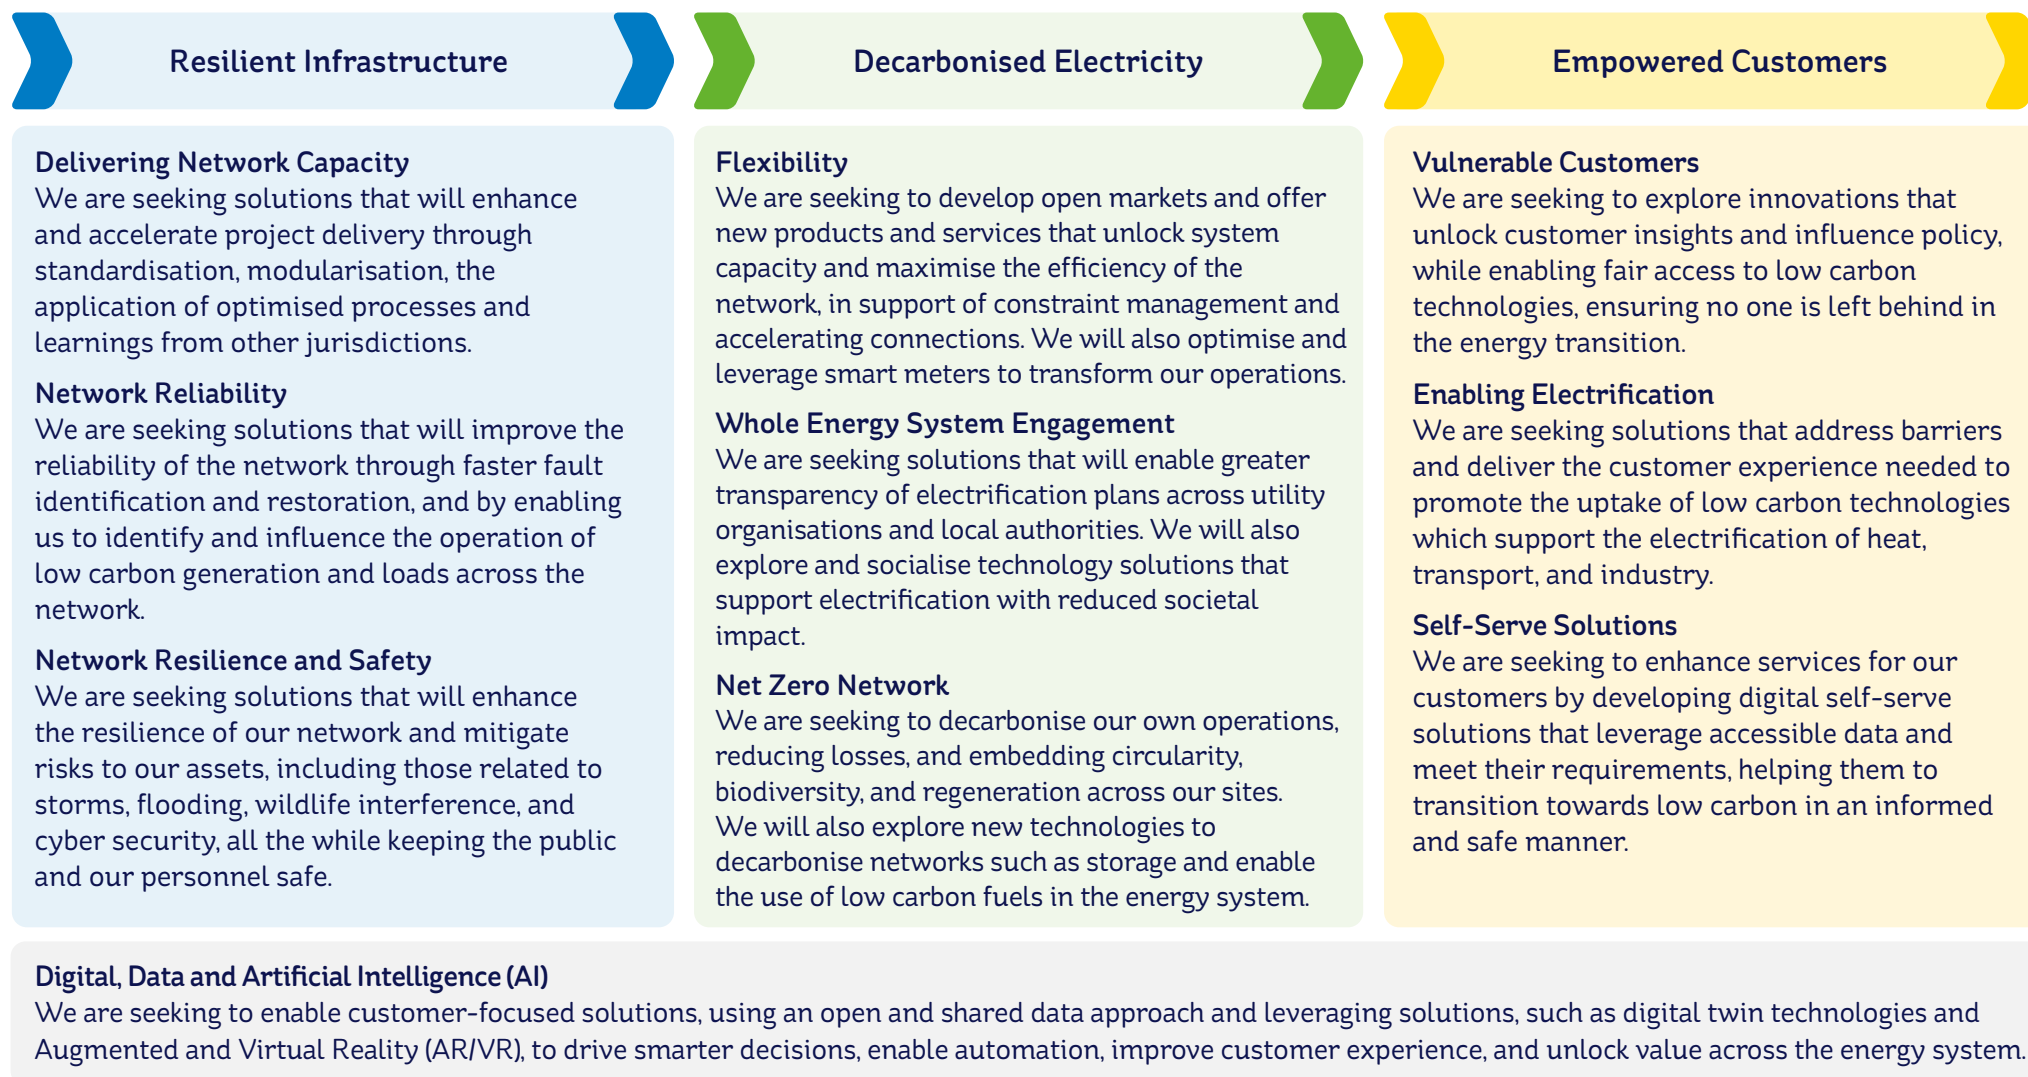 Resilient Infrastructure
Delivering Network Capacity
We are seeking solutions that will enhance
and accelerate project delivery through
standardisation, modularisation, the
application of optimised processes and
learnings from other jurisdictions.
Network Reliability
We are seeking solutions that will improve the
reliability of the network through faster fault
identification and restoration, and by enabling
us to identify and influence the operation of
low carbon generation and loads across the
network.
Network Resilience and Safety
We are seeking solutions that will enhance
the resilience of our network and mitigate
risks to our assets, including those related to
storms, flooding, wildlife interference, and
cyber security, all the while keeping the public
and our personnel safe.
Decarbonised Electricity
Flexibility
We are seeking to develop open markets and offer
new products and services that unlock system
capacity and maximise the efficiency of the
network, in support of constraint management and
accelerating connections. We will also optimise and
leverage smart meters to transform our operations.
Whole Energy System Engagement
We are seeking solutions that will enable greater
transparency of electrification plans across utility
organisations and local authorities. We will also
explore and socialise technology solutions that
support electrification with reduced societal
impact.
Net Zero Network
We are seeking to decarbonise our own operations,
reducing losses, and embedding circularity,
biodiversity, and regeneration across our sites.
We will also explore new technologies to
decarbonise networks such as storage and enable
the use of low carbon fuels in the energy system.
Empowered Customers
Vulnerable Customers
We are seeking to explore innovations that
unlock customer insights and influence policy,
while enabling fair access to low carbon
technologies, ensuring no one is left behind in
the energy transition.
Enabling Electrification
We are seeking solutions that address barriers
and deliver the customer experience needed to
promote the uptake of low carbon technologies
which support the electrification of heat,
transport, and industry.
Self-Serve Solutions
We are seeking to enhance services for our
customers by developing digital self-serve
solutions that leverage accessible data and
meet their requirements, helping them to
transition towards low carbon in an informed
and safe manner.
Digital, Data and Artificial Intelligence (AI)
We are seeking to enable customer-focused solutions, using an open and shared data approach and leveraging solutions, such as digital twin technologies and
Augmented and Virtual Reality (AR/VR), to drive smarter decisions, enable automation, improve customer experience, and unlock value across the energy system.